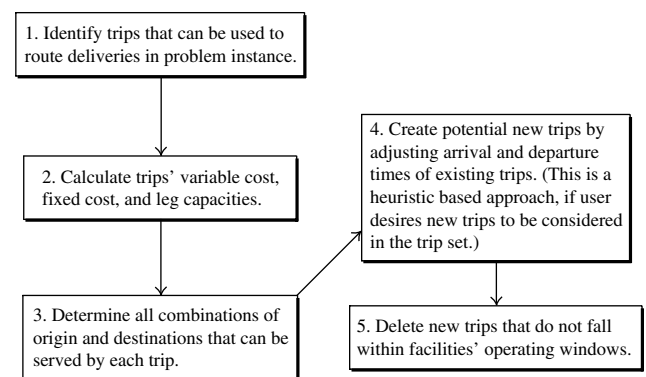 1. Identify trips that can be used to
route deliveries in problem instance.
2. Calculate trips’ variable cost,
fixed cost, and leg capacities.
3. Determine all combinations of
origin and destinations that can be
served by each trip.
4. Create potential new trips by
adjusting arrival and departure
times of existing trips. (This is a
heuristic based approach, if user
desires new trips to be considered
in the trip set.)
5. Delete new trips that do not fall
within facilities’ operating windows.